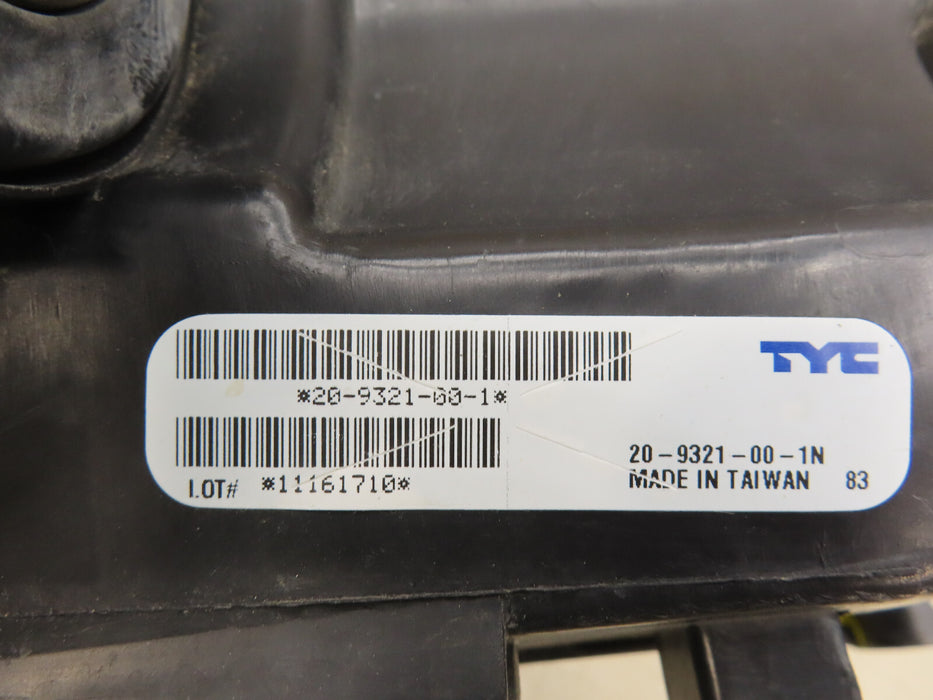 TYC
*20-9321-00-1*
20-9321-00-1N
LOT# *11161710*
MADE IN TAIWAN 83